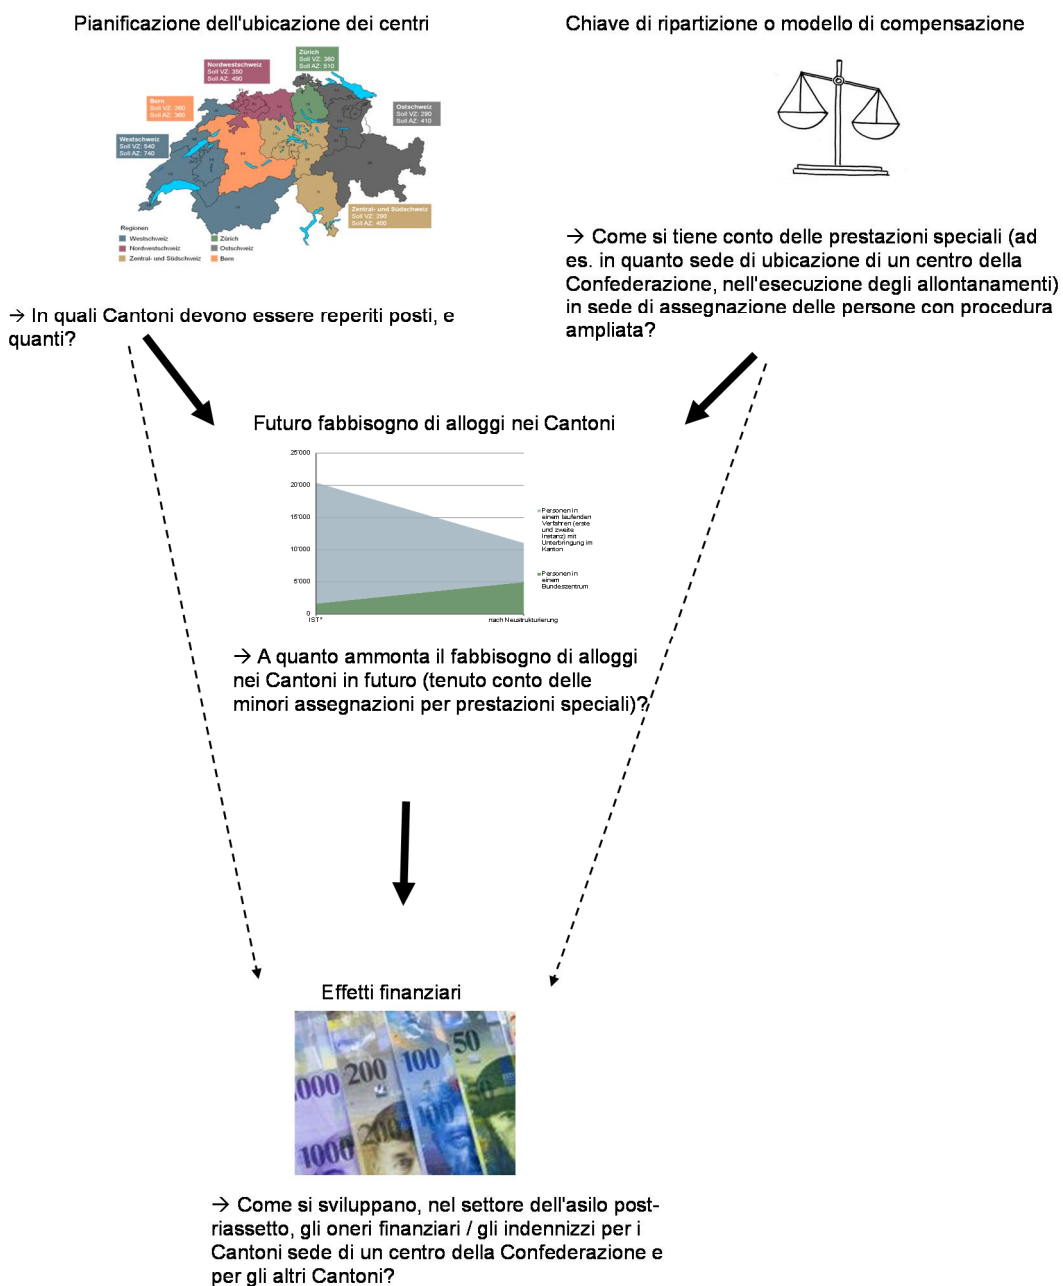 Pianificazione dell'ubicazione dei centri
Chiave di ripartizione o modello di compensazione
Zürich
Soll VZ: 360
Soll AZ: 510
Nordwestschweiz
Soll VZ: 350
Soll AZ: 490
Bern
Soll AZ: 360
Ostschweiz
Soll VZ: 290
Soll AZ: 410
Westschweiz
Soll VZ: 540
Soll AZ: 740
Zentral- und Südschweiz
Soll VZ: 290
Soll AZ: 400
Regionen
Westschweiz
Zürich
Nordwestschweiz
Ostschweiz
Zentral- und Südschweiz
Bern
→ In quali Cantoni devono essere reperiti posti, e
quanti?
→ Come si tiene conto delle prestazioni speciali (ad
es. in quanto sede di ubicazione di un centro della
Confederazione, nell'esecuzione degli allontanamenti)
in sede di assegnazione delle persone con procedura
ampliata?
Futuro fabbisogno di alloggi nei Cantoni
25'000
20'000
15'000
10'000
5'000
0
IST*
nach Neustrukturierung
Personen in
einem laufenden
Verfahren (erste
und zweite
Instanz) mit
Unterbringung im
Kanton
Personen in
einem
Bundeszentrum
→ A quanto ammonta il fabbisogno di alloggi
nei Cantoni in futuro (tenuto conto delle
minori assegnazioni per prestazioni speciali)?
Effetti finanziari
1000
200
100
50
1000
200
100
→ Come si sviluppano, nel settore dell'asilo post-
riassetto, gli oneri finanziari / gli indennizzi per i
Cantoni sede di un centro della Confederazione e
per gli altri Cantoni?